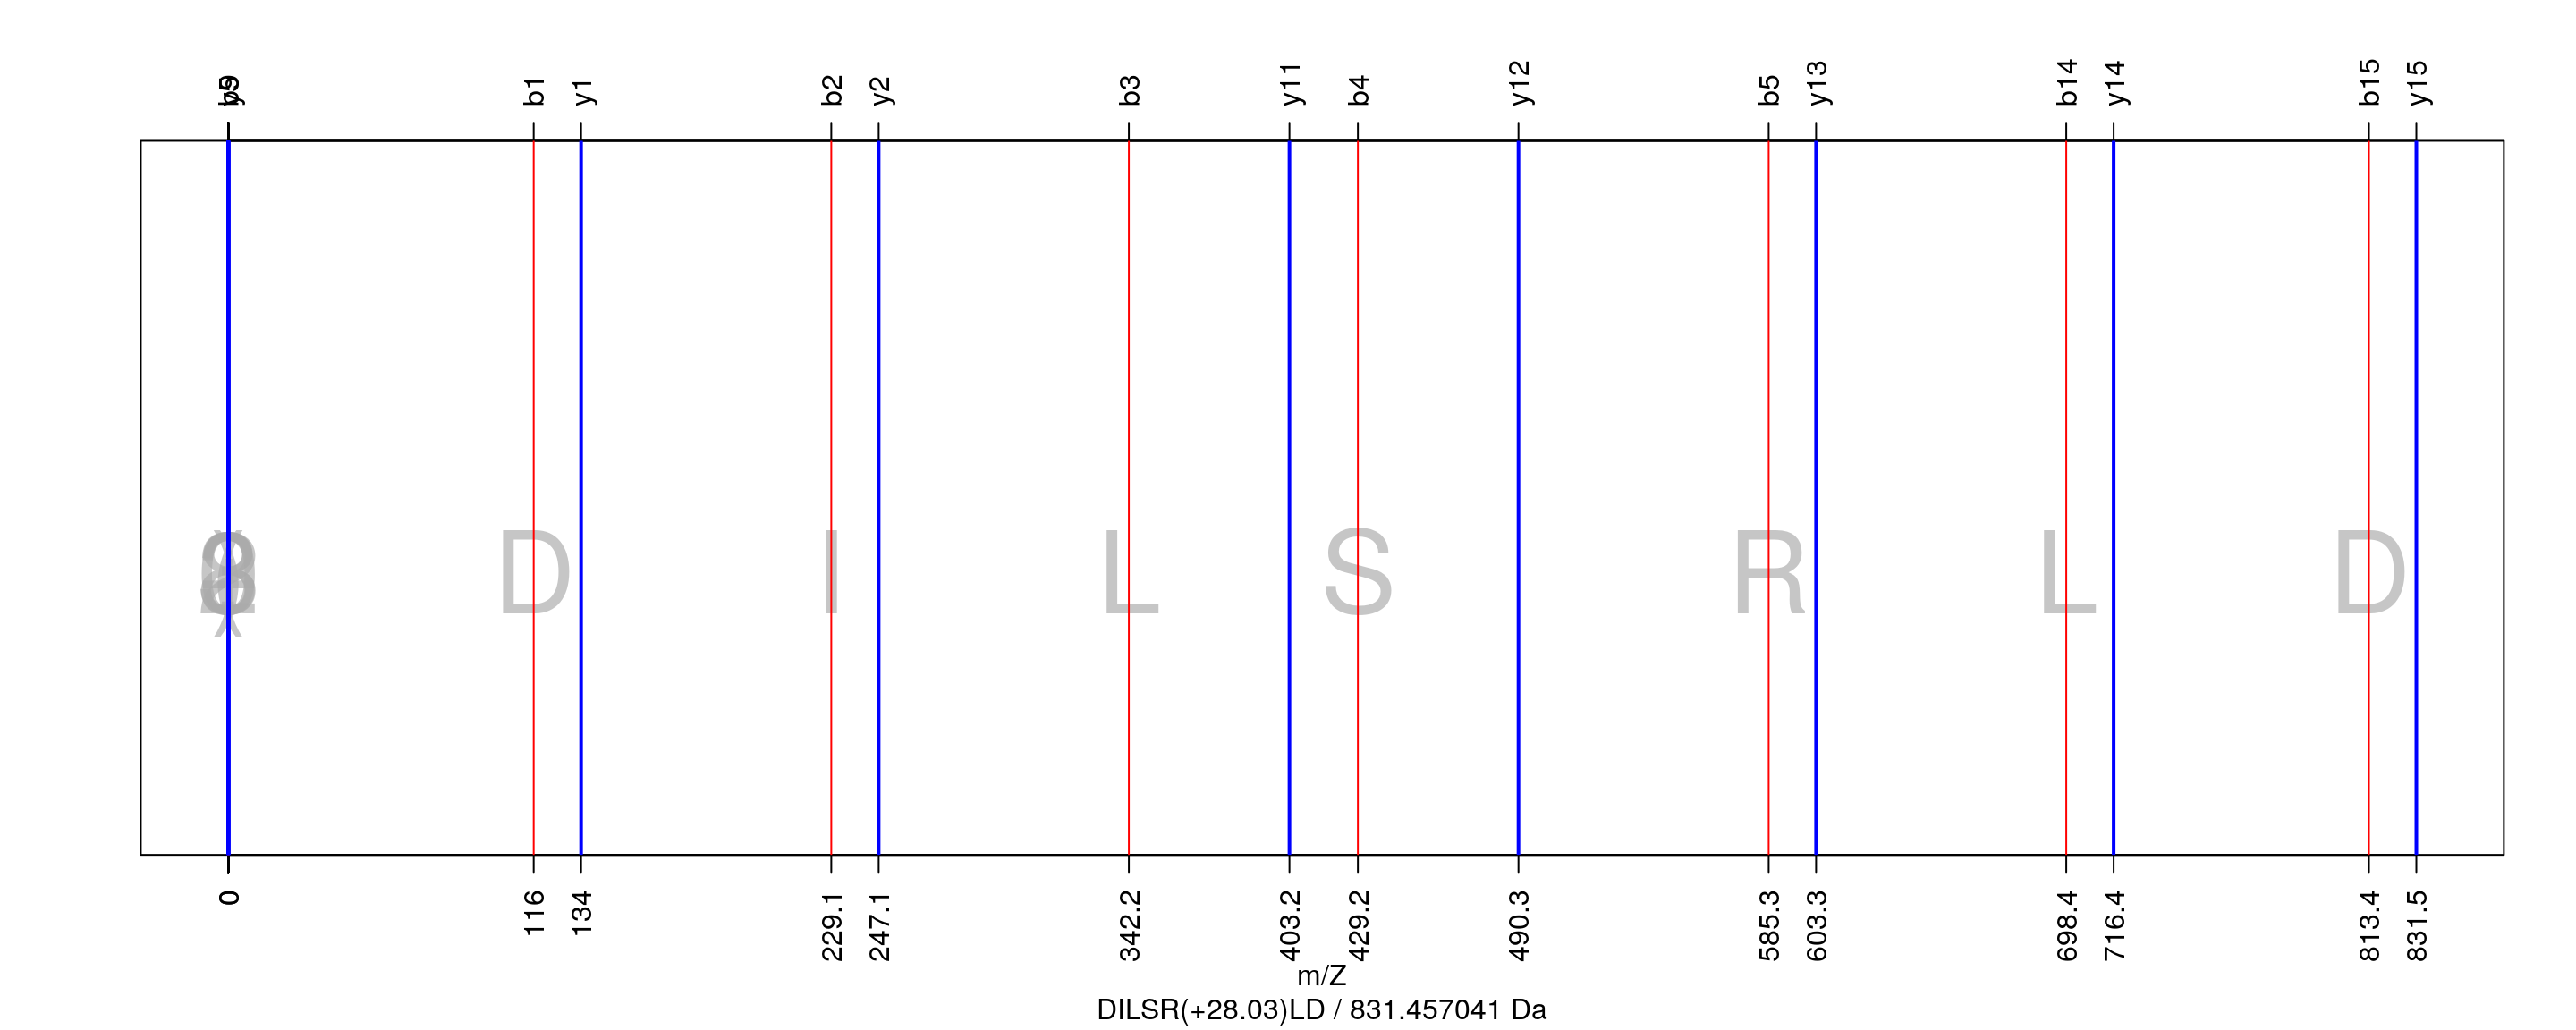 b1 y1 b2 y2 b3 y11 b4 y12 b5 y13 b14 y14 b15 y15
D I L S R L D
0 116 134 229.1 247.1 342.2 403.2 429.2 490.3 585.3 603.3 698.4 716.4 813.4 831.5
m/Z
DILSR(+28.03)LD / 831.457041 Da